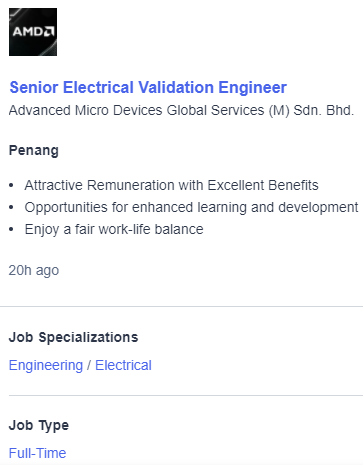 AMD
Senior Electrical Validation Engineer
Advanced Micro Devices Global Services (M) Sdn. Bhd.
Penang
• Attractive Remuneration with Excellent Benefits
• Opportunities for enhanced learning and development
• Enjoy a fair work-life balance
20h ago
Job Specializations
Engineering / Electrical
Job Type
Full-Time